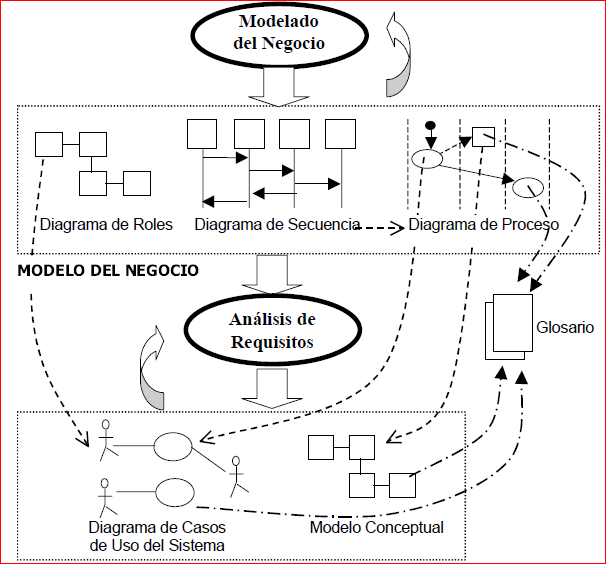 Modelado
del Negocio
Diagrama de Roles
Diagrama de Secuencia
Diagrama de Proceso
MODELO DEL NEGOCIO
Análisis de
Requisitos
Glosario
Diagrama de Casos
de Uso del Sistema
Modelo Conceptual